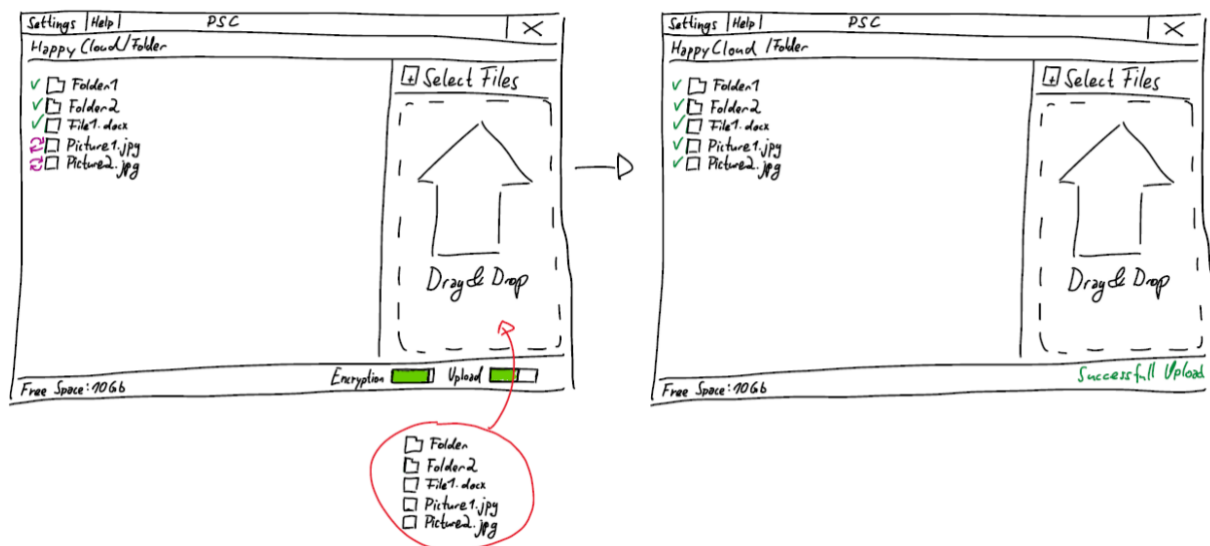 Settings Help PSC
Happy Cloud/Folder
Select Files
Folder1
Folder2
File1.docx
Picture1.jpg
Picture2.jpg
Drag & Drop
Encryption Upload
Free Space: 10Gb
Settings Help PSC
Happy Cloud /Folder
Select Files
Folder1
Folder2
File1.docx
Picture1.jpg
Picture2.jpg
Drag & Drop
Successfull Upload
Free Space: 10Gb
Folder
Folder2
File1.docx
Picture1.jpg
Picture2.jpg